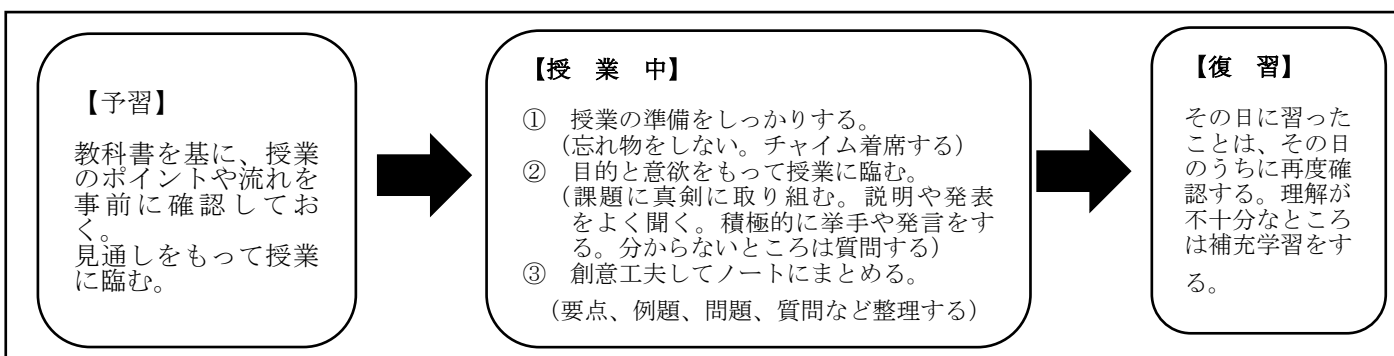 【予習】
教科書を基に、授業
のポイントや流れを
事前に確認してお
く。
見通しをもって授業
に臨む。
【授　業　中】
①　授業の準備をしっかりする。
（忘れ物をしない。チャイム着席する）
②　目的と意欲をもって授業に臨む。
（課題に真剣に取り組む。説明や発表
をよく聞く。積極的に挙手や発言をす
る。分からないところは質問する）
③　創意工夫してノートにまとめる。
（要点、例題、問題、質問など整理する）
【復　習】
その日に習った
ことは、その日
のうちに再度確
認する。理解が
不十分なところ
は補充学習をす
る。